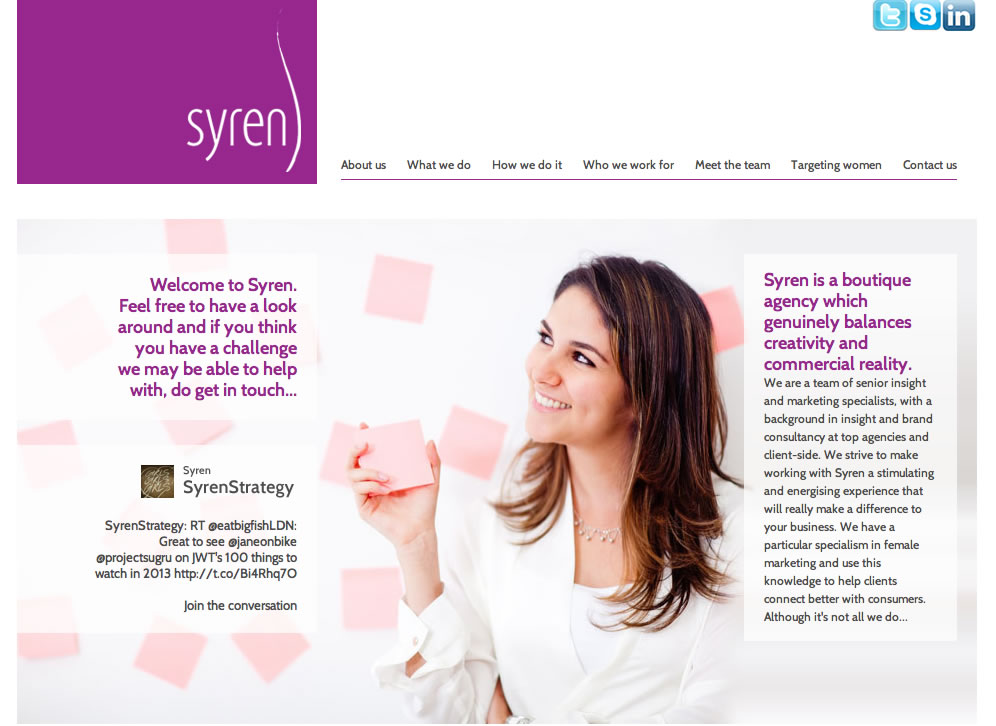 syren
About us What we do How we do it Who we work for Meet the team Targeting women Contact us
Welcome to Syren.
Feel free to have a look
around and if you think
you have a challenge
we may be able to help
with, do get in touch...
Syren
SyrenStrategy
SyrenStrategy: RT @eatbigfishLDN:
Great to see @janeonbike
@projectsugru on JWT's 100 things to
watch in 2013 http://t.co/Bi4Rhq7O
Join the conversation
Syren is a boutique
agency which
genuinely balances
creativity and
commercial reality.
We are a team of senior insight
and marketing specialists, with a
background in insight and brand
consultancy at top agencies and
client-side. We strive to make
working with Syren a stimulating
and energising experience that
will really make a difference to
your business. We have a
particular specialism in female
marketing and use this
knowledge to help clients
connect better with consumers.
Although it's not all we do...